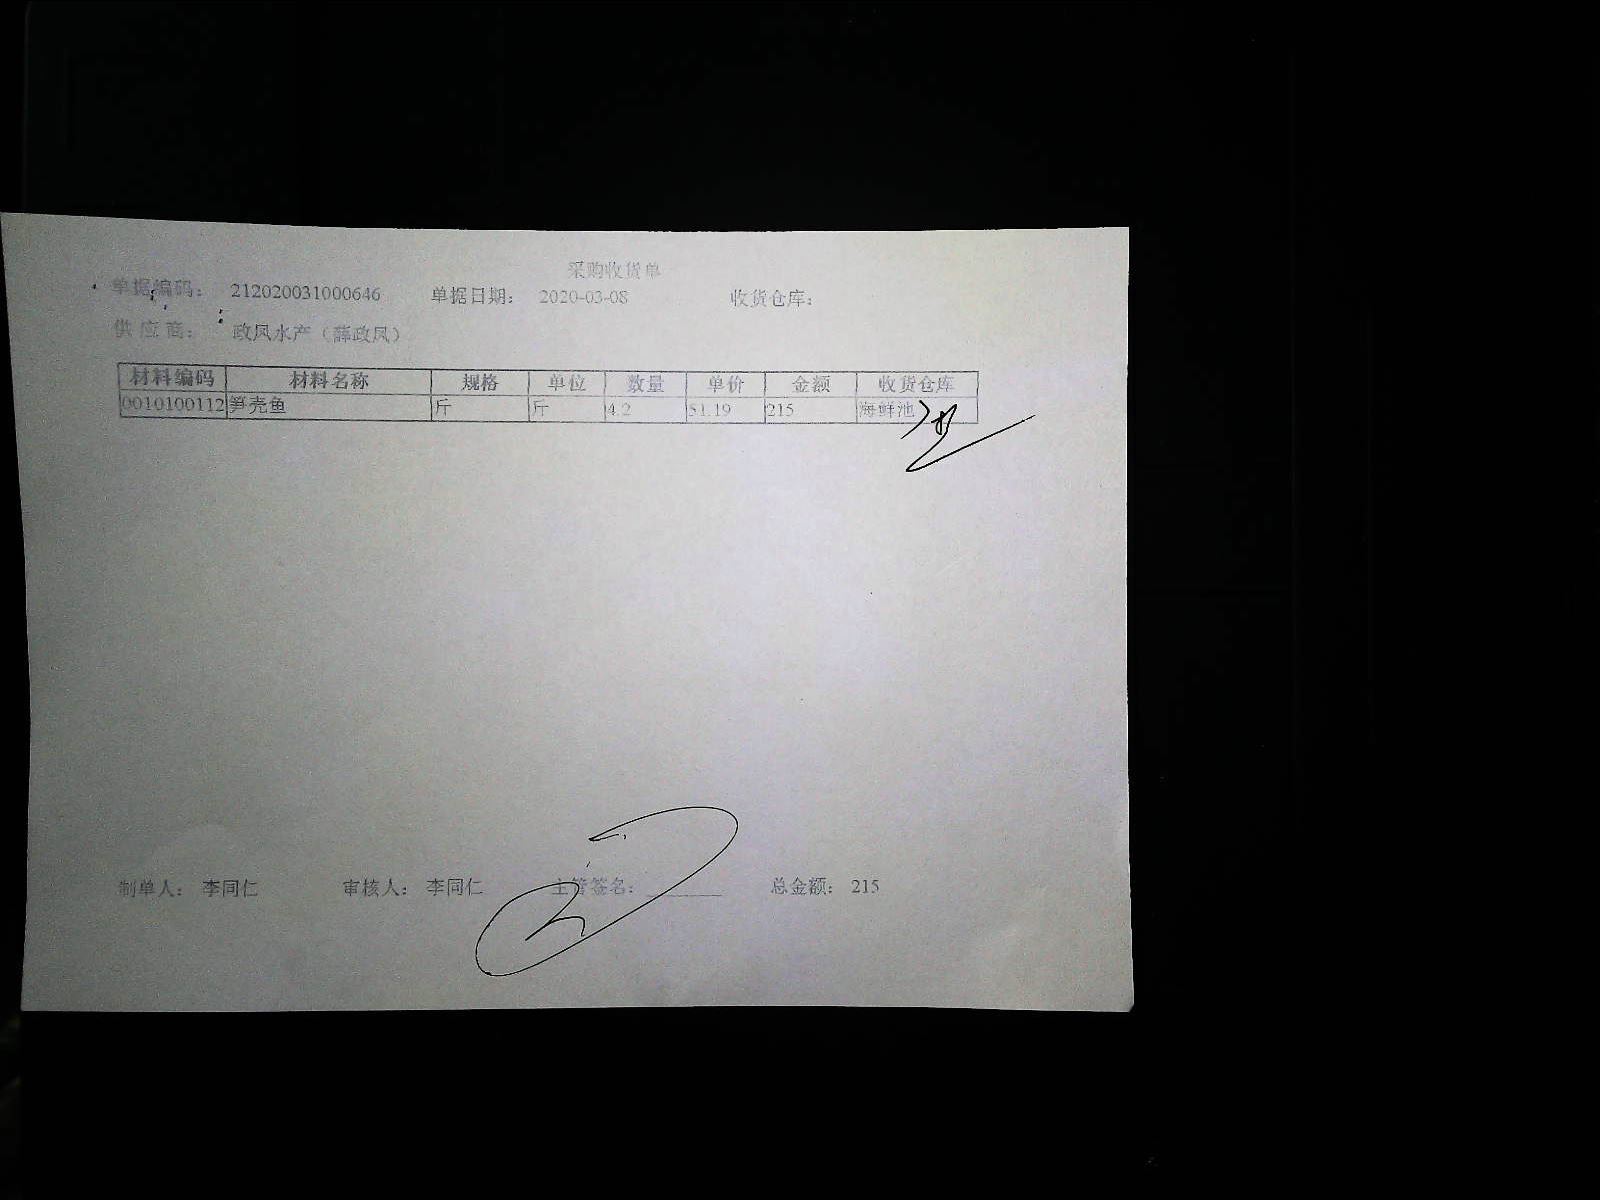 采购收货单
单据编码： 212020031000646 单据日期： 2020-03-08 收货仓库：
供 应 商： 政风水产（薛政风）
材料编码 材料名称 规格 单位 数量 单价 金额 收货仓库
0010100112 笋壳鱼 斤 斤 4.2 51.19 215 海鲜池
制单人： 李同仁 审核人： 李同仁 主管签名： 总金额： 215